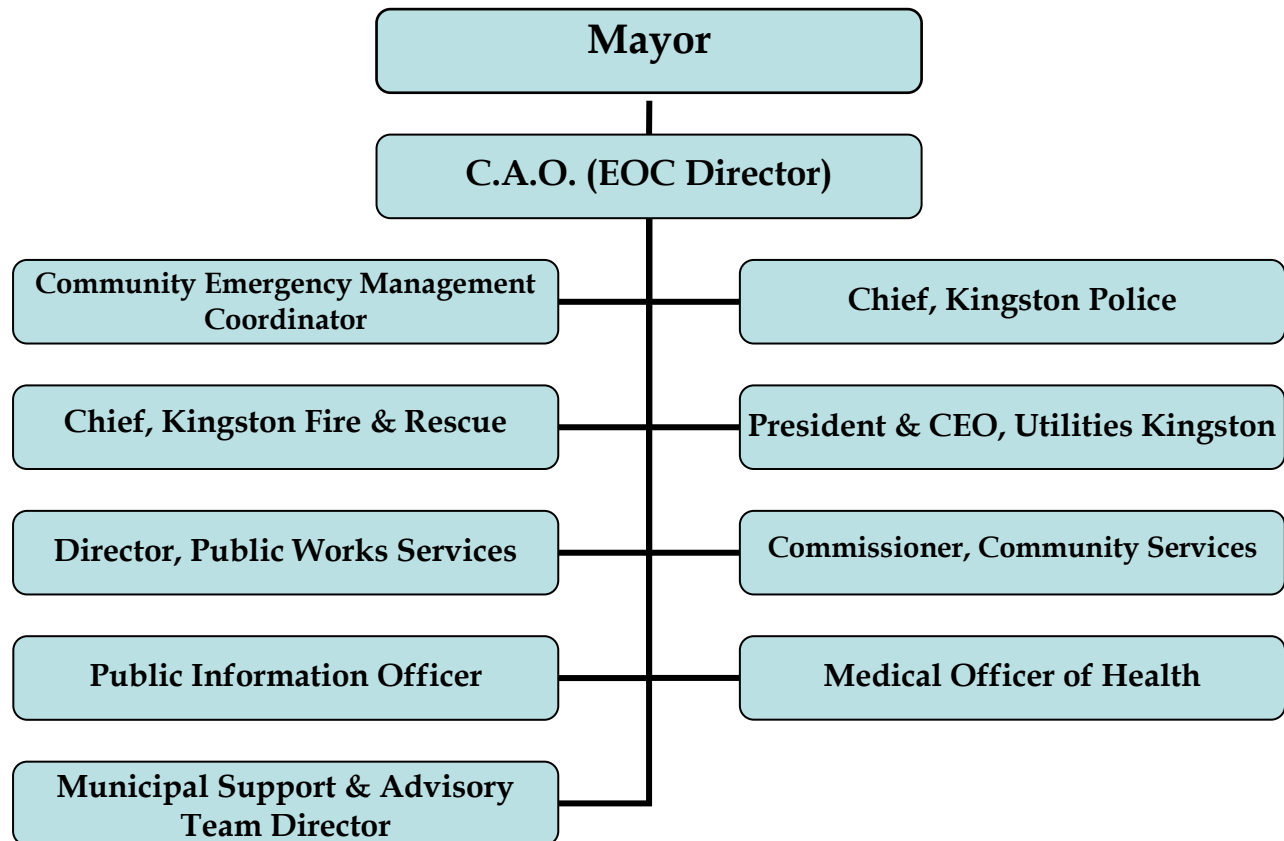 Mayor
C.A.O. (EOC Director)
Community Emergency Management
Coordinator
Chief, Kingston Police
Chief, Kingston Fire & Rescue
President & CEO, Utilities Kingston
Director, Public Works Services
Commissioner, Community Services
Public Information Officer
Medical Officer of Health
Municipal Support & Advisory
Team Director